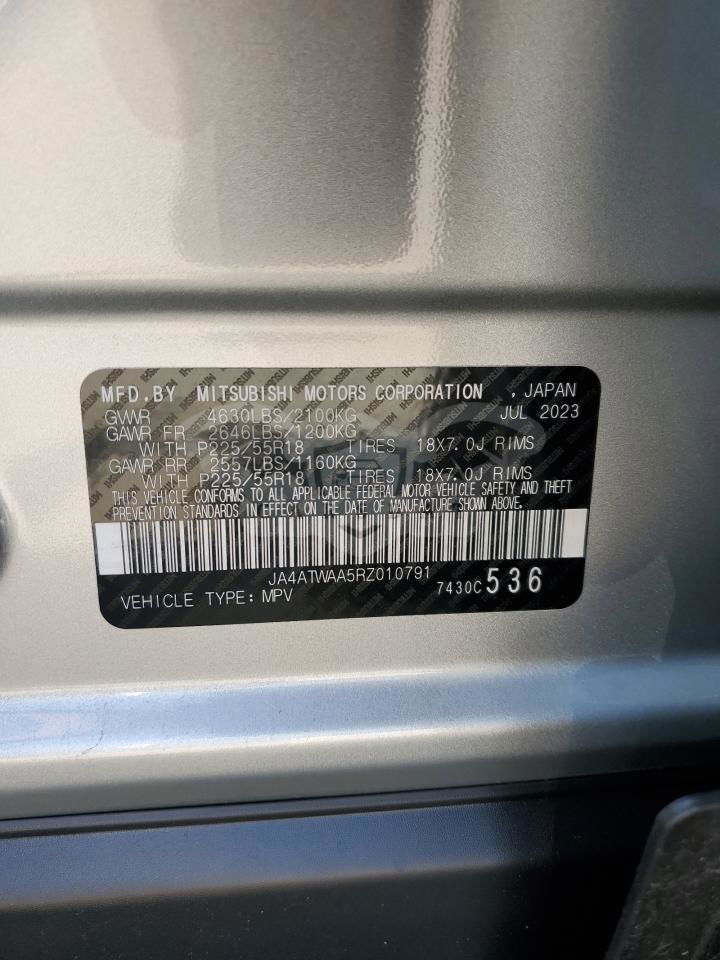 MFD.BY MITSUBISHI MOTORS CORPORATION , JAPAN
GVWR 4630LBS/2100KG JUL 2023
GAWR FR 2646LBS/1200KG
WITH P225/55R18 TIRES 18X7.0J RIMS
GAWR RR 2557LBS/1160KG
WITH P225/55R18 TIRES 18X7.0J RIMS
THIS VEHICLE CONFORMS TO ALL APPLICABLE FEDERAL MOTOR VEHICLE SAFETY AND THEFT
PREVENTION STANDARDS IN EFFECT ON THE DATE OF MANUFACTURE SHOWN ABOVE.
JA4ATWAA5RZ010791
VEHICLE TYPE: MPV 7430C 536